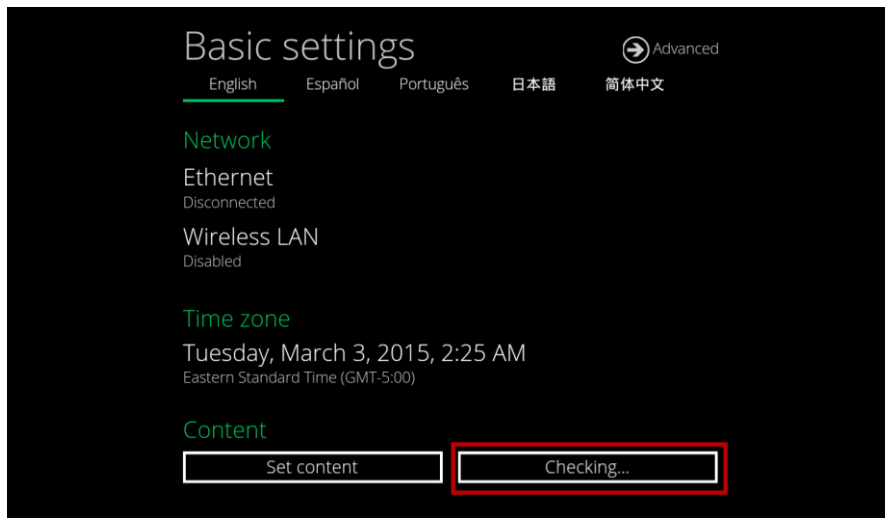 Basic settings
Advanced
English Español Português 日本語 简体中文
Network
Ethernet
Disconnected
Wireless LAN
Disabled
Time zone
Tuesday, March 3, 2015, 2:25 AM
Eastern Standard Time (GMT-5:00)
Content
Set content Checking...